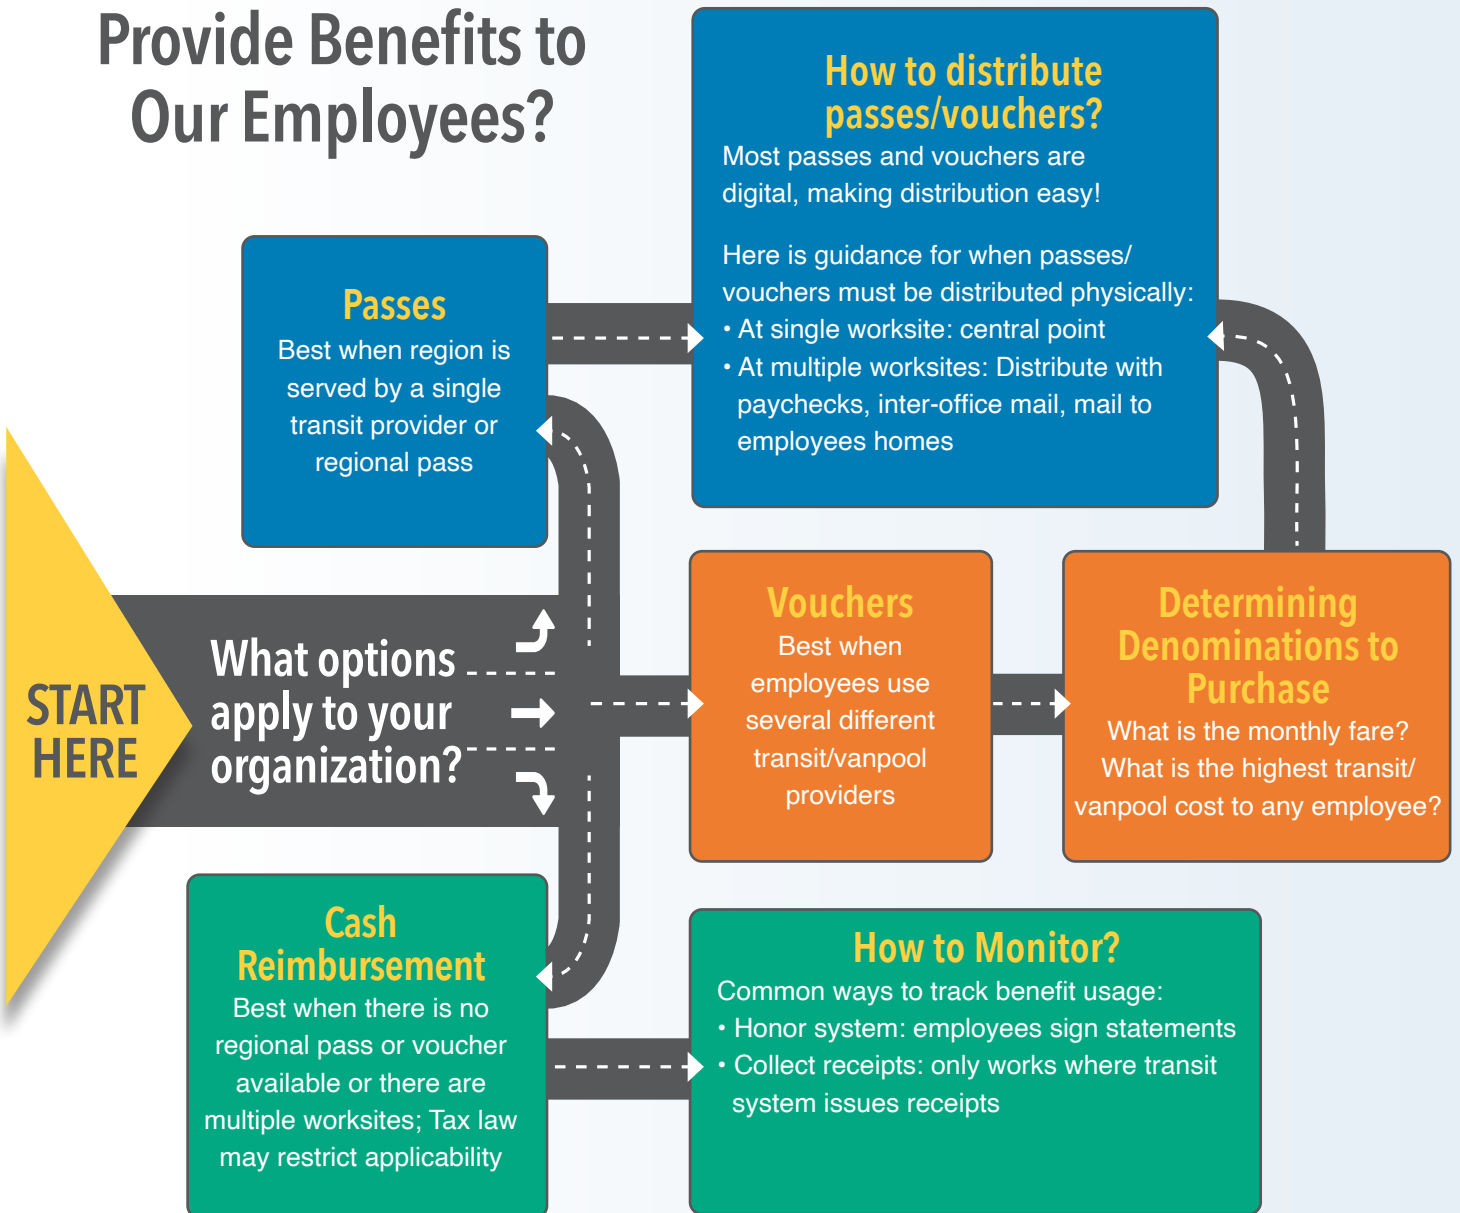 Provide Benefits to
Our Employees?
START
HERE
What options
apply to your
organization?
Passes
Best when region is
served by a single
transit provider or
regional pass
How to distribute
passes/vouchers?
Most passes and vouchers are
digital, making distribution easy!
Here is guidance for when passes/
vouchers must be distributed physically:
• At single worksite: central point
• At multiple worksites: Distribute with
paychecks, inter-office mail, mail to
employees homes
Vouchers
Best when
employees use
several different
transit/vanpool
providers
Determining
Denominations to
Purchase
What is the monthly fare?
What is the highest transit/
vanpool cost to any employee?
Cash
Reimbursement
Best when there is no
regional pass or voucher
available or there are
multiple worksites; Tax law
may restrict applicability
How to Monitor?
Common ways to track benefit usage:
• Honor system: employees sign statements
• Collect receipts: only works where transit
system issues receipts